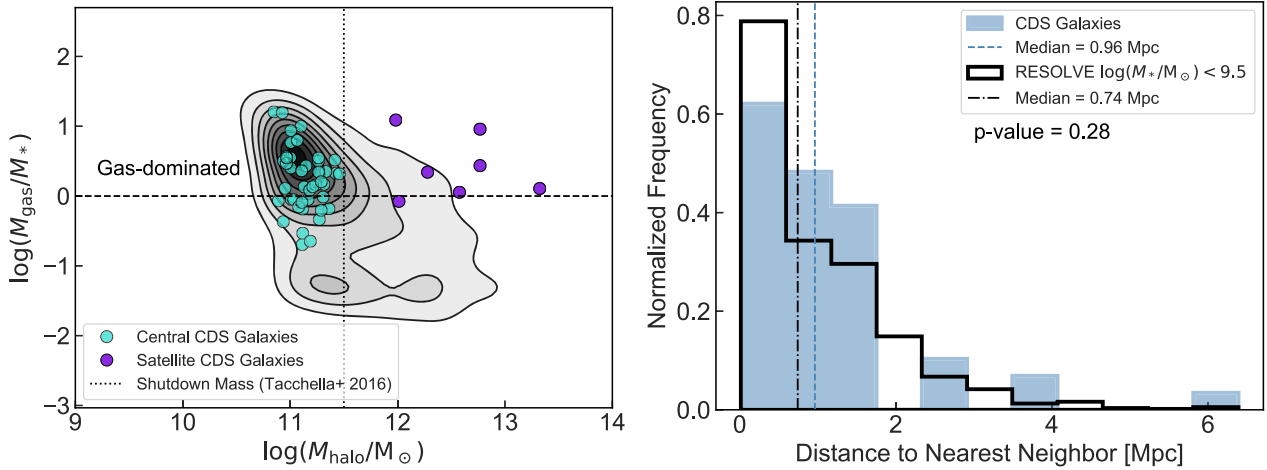 2
1
0
−1
−2
−3
log(M_gas/M_*)
Gas-dominated
Central CDS Galaxies
Satellite CDS Galaxies
Shutdown Mass (Tacchella+ 2016)
9 10 11 12 13 14
log(M_halo/M_⊙)
0.8
0.6
0.4
0.2
0.0
Normalized Frequency
CDS Galaxies
Median = 0.96 Mpc
RESOLVE log(M_*/M_⊙) < 9.5
Median = 0.74 Mpc
p-value = 0.28
0 2 4 6
Distance to Nearest Neighbor [Mpc]